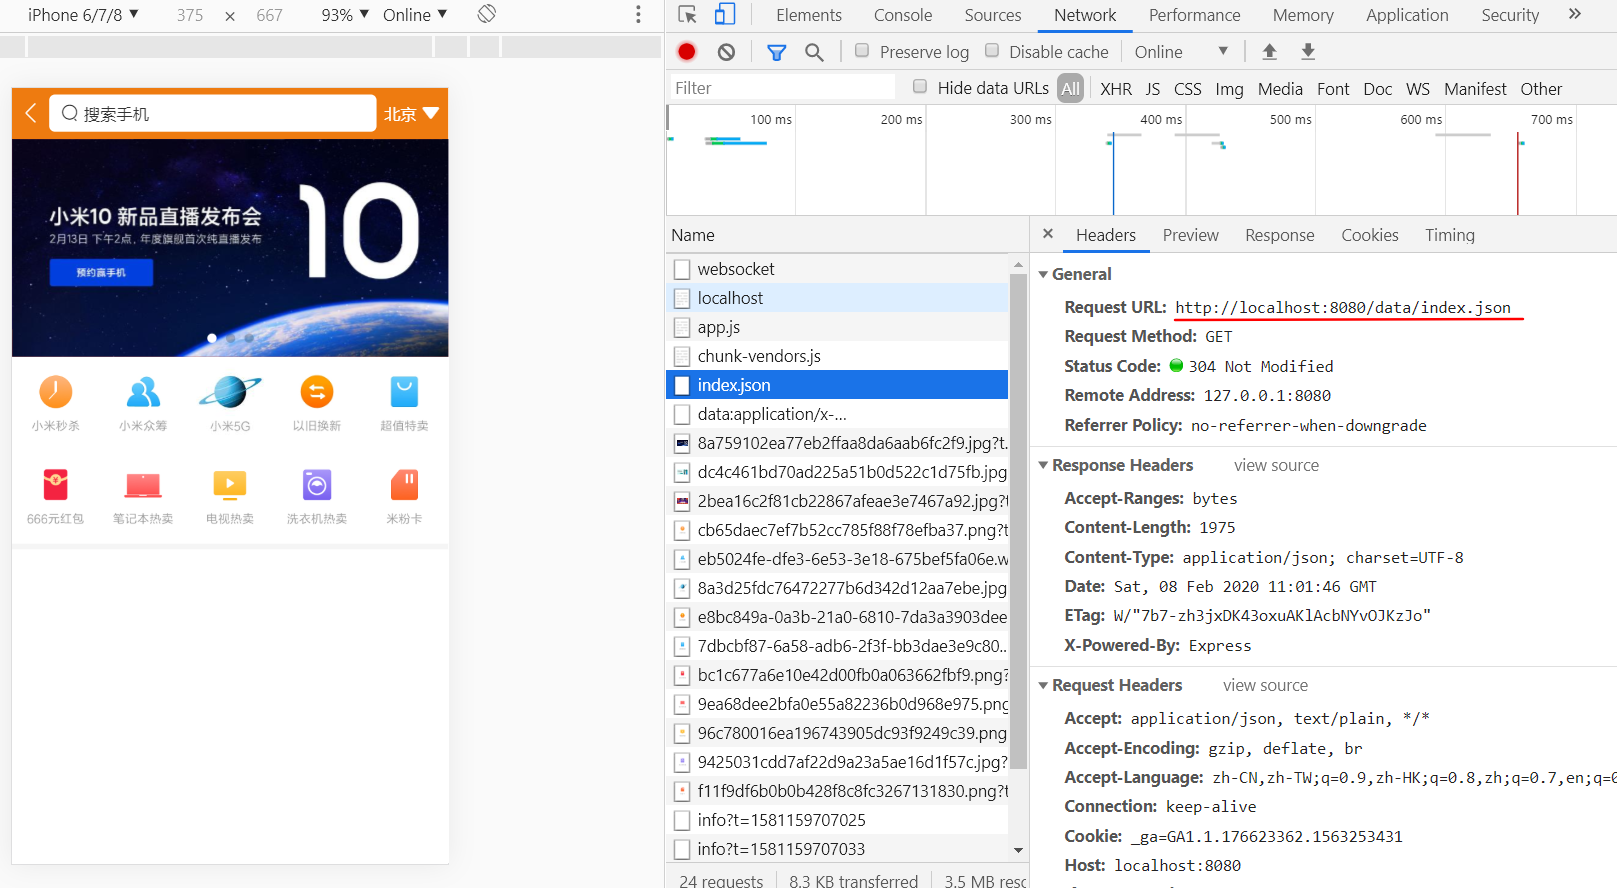 iPhone 6/7/8 ▼ 375 × 667 93% ▼ Online ▼
搜索手机 北京
小米10 新品直播发布会
2月13日 下午2点，年度旗舰首次纯直播发布
预约赢手机
10
小米秒杀 小米众筹 小米5G 以旧换新 超值特卖
666元红包 笔记本热卖 电视热卖 洗衣机热卖 米粉卡
Elements Console Sources Network Performance Memory Application Security »
Preserve log Disable cache Online ▼
Filter Hide data URLs All XHR JS CSS Img Media Font Doc WS Manifest Other
100 ms 200 ms 300 ms 400 ms 500 ms 600 ms 700 ms
Name
websocket
localhost
app.js
chunk-vendors.js
index.json
data:application/x-...
8a759102ea77eb2ffaa8da6aab6fc2f9.jpg?t.
dc4c461bd70ad225a51b0d522c1d75fb.jpg
2bea16c2f81cb22867afeae3e7467a92.jpg?t
cb65daec7ef7b52cc785f88f78efba37.png?t
eb5024fe-dfe3-6e53-3e18-675bef5fa06e.w
8a3d25fdc76472277b6d342d12aa7ebe.jpg
e8bc849a-0a3b-21a0-6810-7da3a3903dee
7dbcbf87-6a58-adb6-2f3f-bb3dae3e9c80..
bc1c677a6e10e42d00fb0a063662fbf9.png?
9ea68dee2bfa0e55a82236b0d968e975.png
96c780016ea196743905dc93f9249c39.png
9425031cdd7af22d9a23a5ae16d1f57c.jpg?
f11f9df6b0b0b428f8c8fc3267131830.png?t
info?t=1581159707025
info?t=1581159707033
24 requests 8.3 KB transferred 3.5 MB resc
× Headers Preview Response Cookies Timing
General
Request URL: http://localhost:8080/data/index.json
Request Method: GET
Status Code: 304 Not Modified
Remote Address: 127.0.0.1:8080
Referrer Policy: no-referrer-when-downgrade
Response Headers view source
Accept-Ranges: bytes
Content-Length: 1975
Content-Type: application/json; charset=UTF-8
Date: Sat, 08 Feb 2020 11:01:46 GMT
ETag: W/"7b7-zh3jxDK43oxuAKlAcbNYvOJKzJo"
X-Powered-By: Express
Request Headers view source
Accept: application/json, text/plain, */*
Accept-Encoding: gzip, deflate, br
Accept-Language: zh-CN,zh-TW;q=0.9,zh-HK;q=0.8,zh;q=0.7,en;q=0
Connection: keep-alive
Cookie: _ga=GA1.1.176623362.1563253431
Host: localhost:8080